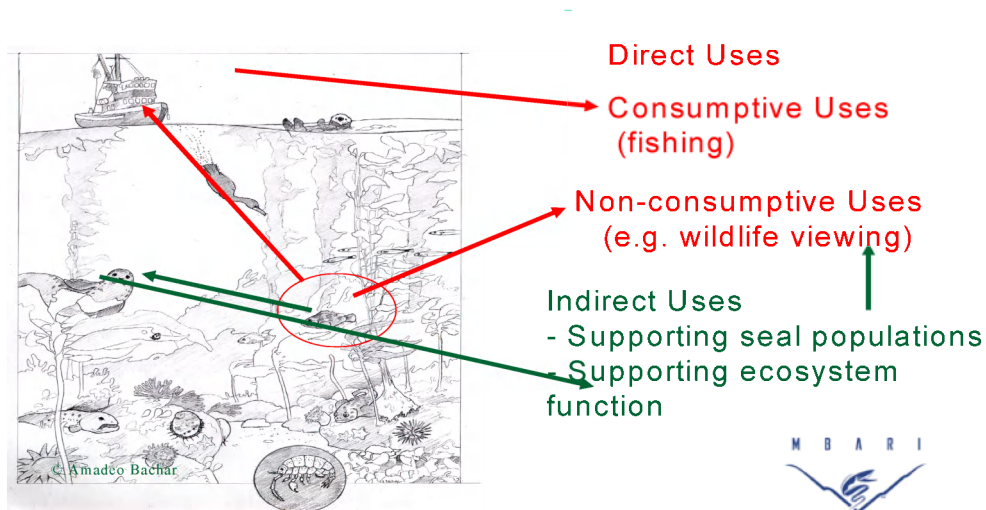 Direct Uses
Consumptive Uses
(fishing)
Non-consumptive Uses
(e.g. wildlife viewing)
Indirect Uses
- Supporting seal populations
- Supporting ecosystem
function
© Amadeo Bachar
M B A R I